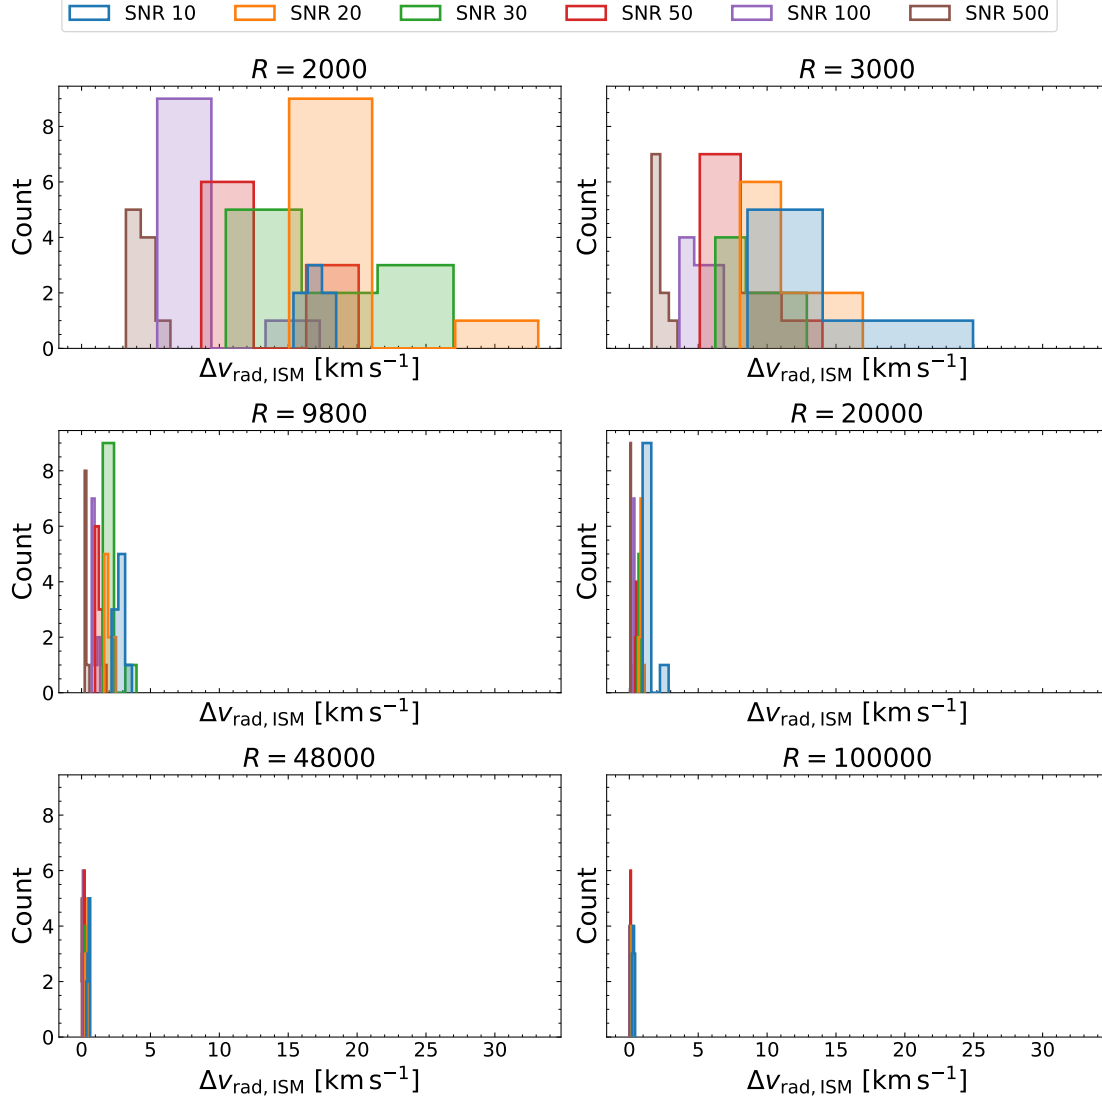 SNR 10 SNR 20 SNR 30 SNR 50 SNR 100 SNR 500
R = 2000 R = 3000
8 6 4 2 0
Count
Δv_rad, ISM [km s⁻¹]
Count
Δv_rad, ISM [km s⁻¹]
R = 9800 R = 20000
8 6 4 2 0
Count
Δv_rad, ISM [km s⁻¹]
Count
Δv_rad, ISM [km s⁻¹]
R = 48000 R = 100000
8 6 4 2 0
Count
0 5 10 15 20 25 30
Δv_rad, ISM [km s⁻¹]
Count
0 5 10 15 20 25 30
Δv_rad, ISM [km s⁻¹]